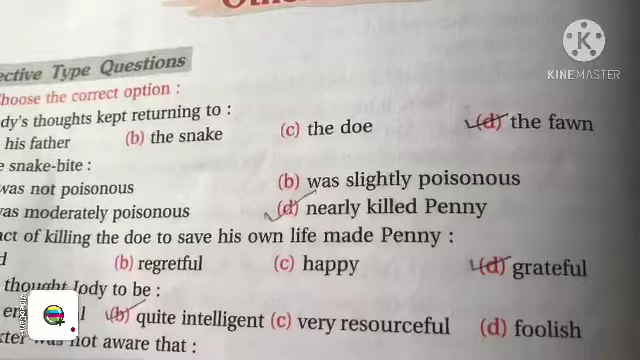 KINEMASTER
ective Type Questions
hoose the correct option :
dy's thoughts kept returning to :
his father (b) the snake (c) the doe (d) the fawn
e snake-bite :
was not poisonous (b) was slightly poisonous
as moderately poisonous (d) nearly killed Penny
act of killing the doe to save his own life made Penny :
d (b) regretful (c) happy (d) grateful
thought Jody to be :
(b) quite intelligent (c) very resourceful (d) foolish
xter was not aware that :